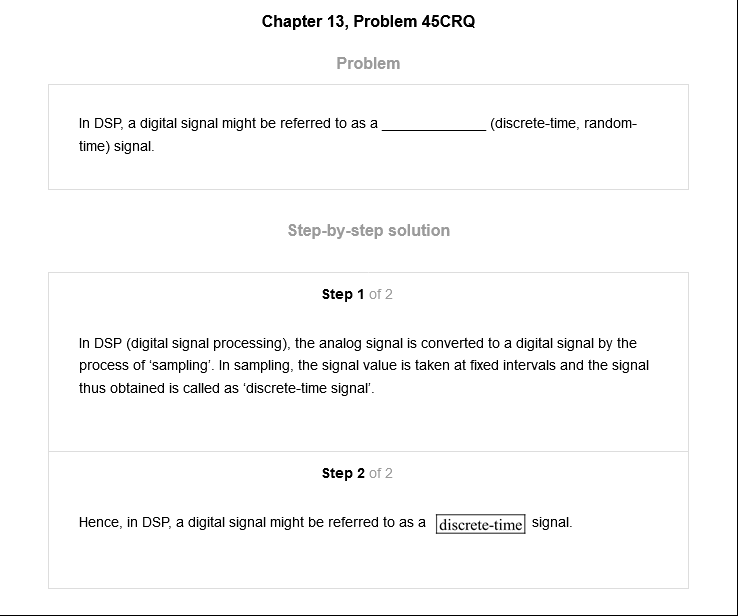 Chapter 13, Problem 45CRQ
Problem
In DSP, a digital signal might be referred to as a ______________ (discrete-time, random-
time) signal.
Step-by-step solution
Step 1 of 2
In DSP (digital signal processing), the analog signal is converted to a digital signal by the
process of ‘sampling’. In sampling, the signal value is taken at fixed intervals and the signal
thus obtained is called as ‘discrete-time signal’.
Step 2 of 2
Hence, in DSP, a digital signal might be referred to as a discrete-time signal.